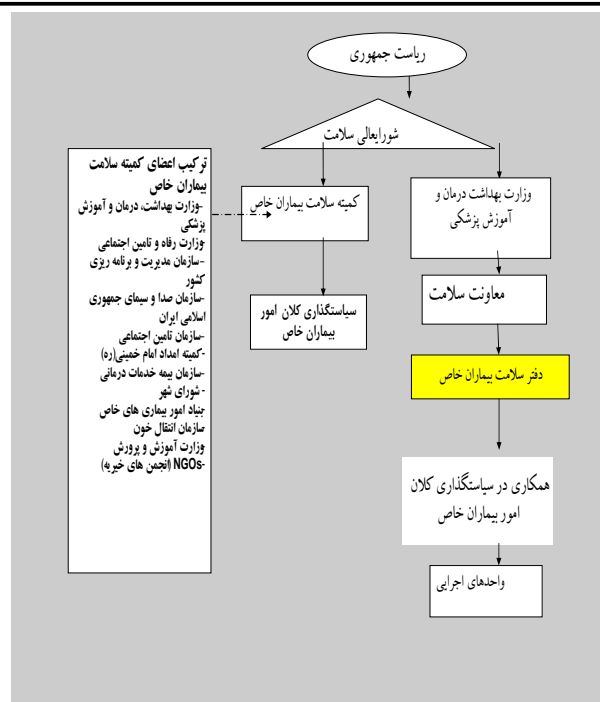 ریاست جمهوری
شورایعالی سلامت
وزارت بهداشت درمان و
آموزش پزشکی
معاونت سلامت
دفتر سلامت بیماران خاص
همکاری در سیاستگذاری کلان
امور بیماران خاص
واحدهای اجرایی
کمیته سلامت بیماران خاص
سیاستگذاری کلان امور
بیماران خاص
ترکیب اعضای کمیته سلامت
بیماران خاص
-وزارت بهداشت، درمان و آموزش
پزشکی
-وزارت رفاه و تامین اجتماعی
-سازمان مدیریت و برنامه ریزی
کشور
-سازمان صدا و سیمای جمهوری
اسلامی ایران
-سازمان تامین اجتماعی
-کمیته امداد امام خمینی(ره)
-سازمان بیمه خدمات درمانی
- شورای شهر
-بنیاد امور بیماری های خاص
-سازمان انتقال خون
-وزارت آموزش و پرورش
-NGOs (انجمن های خیریه)